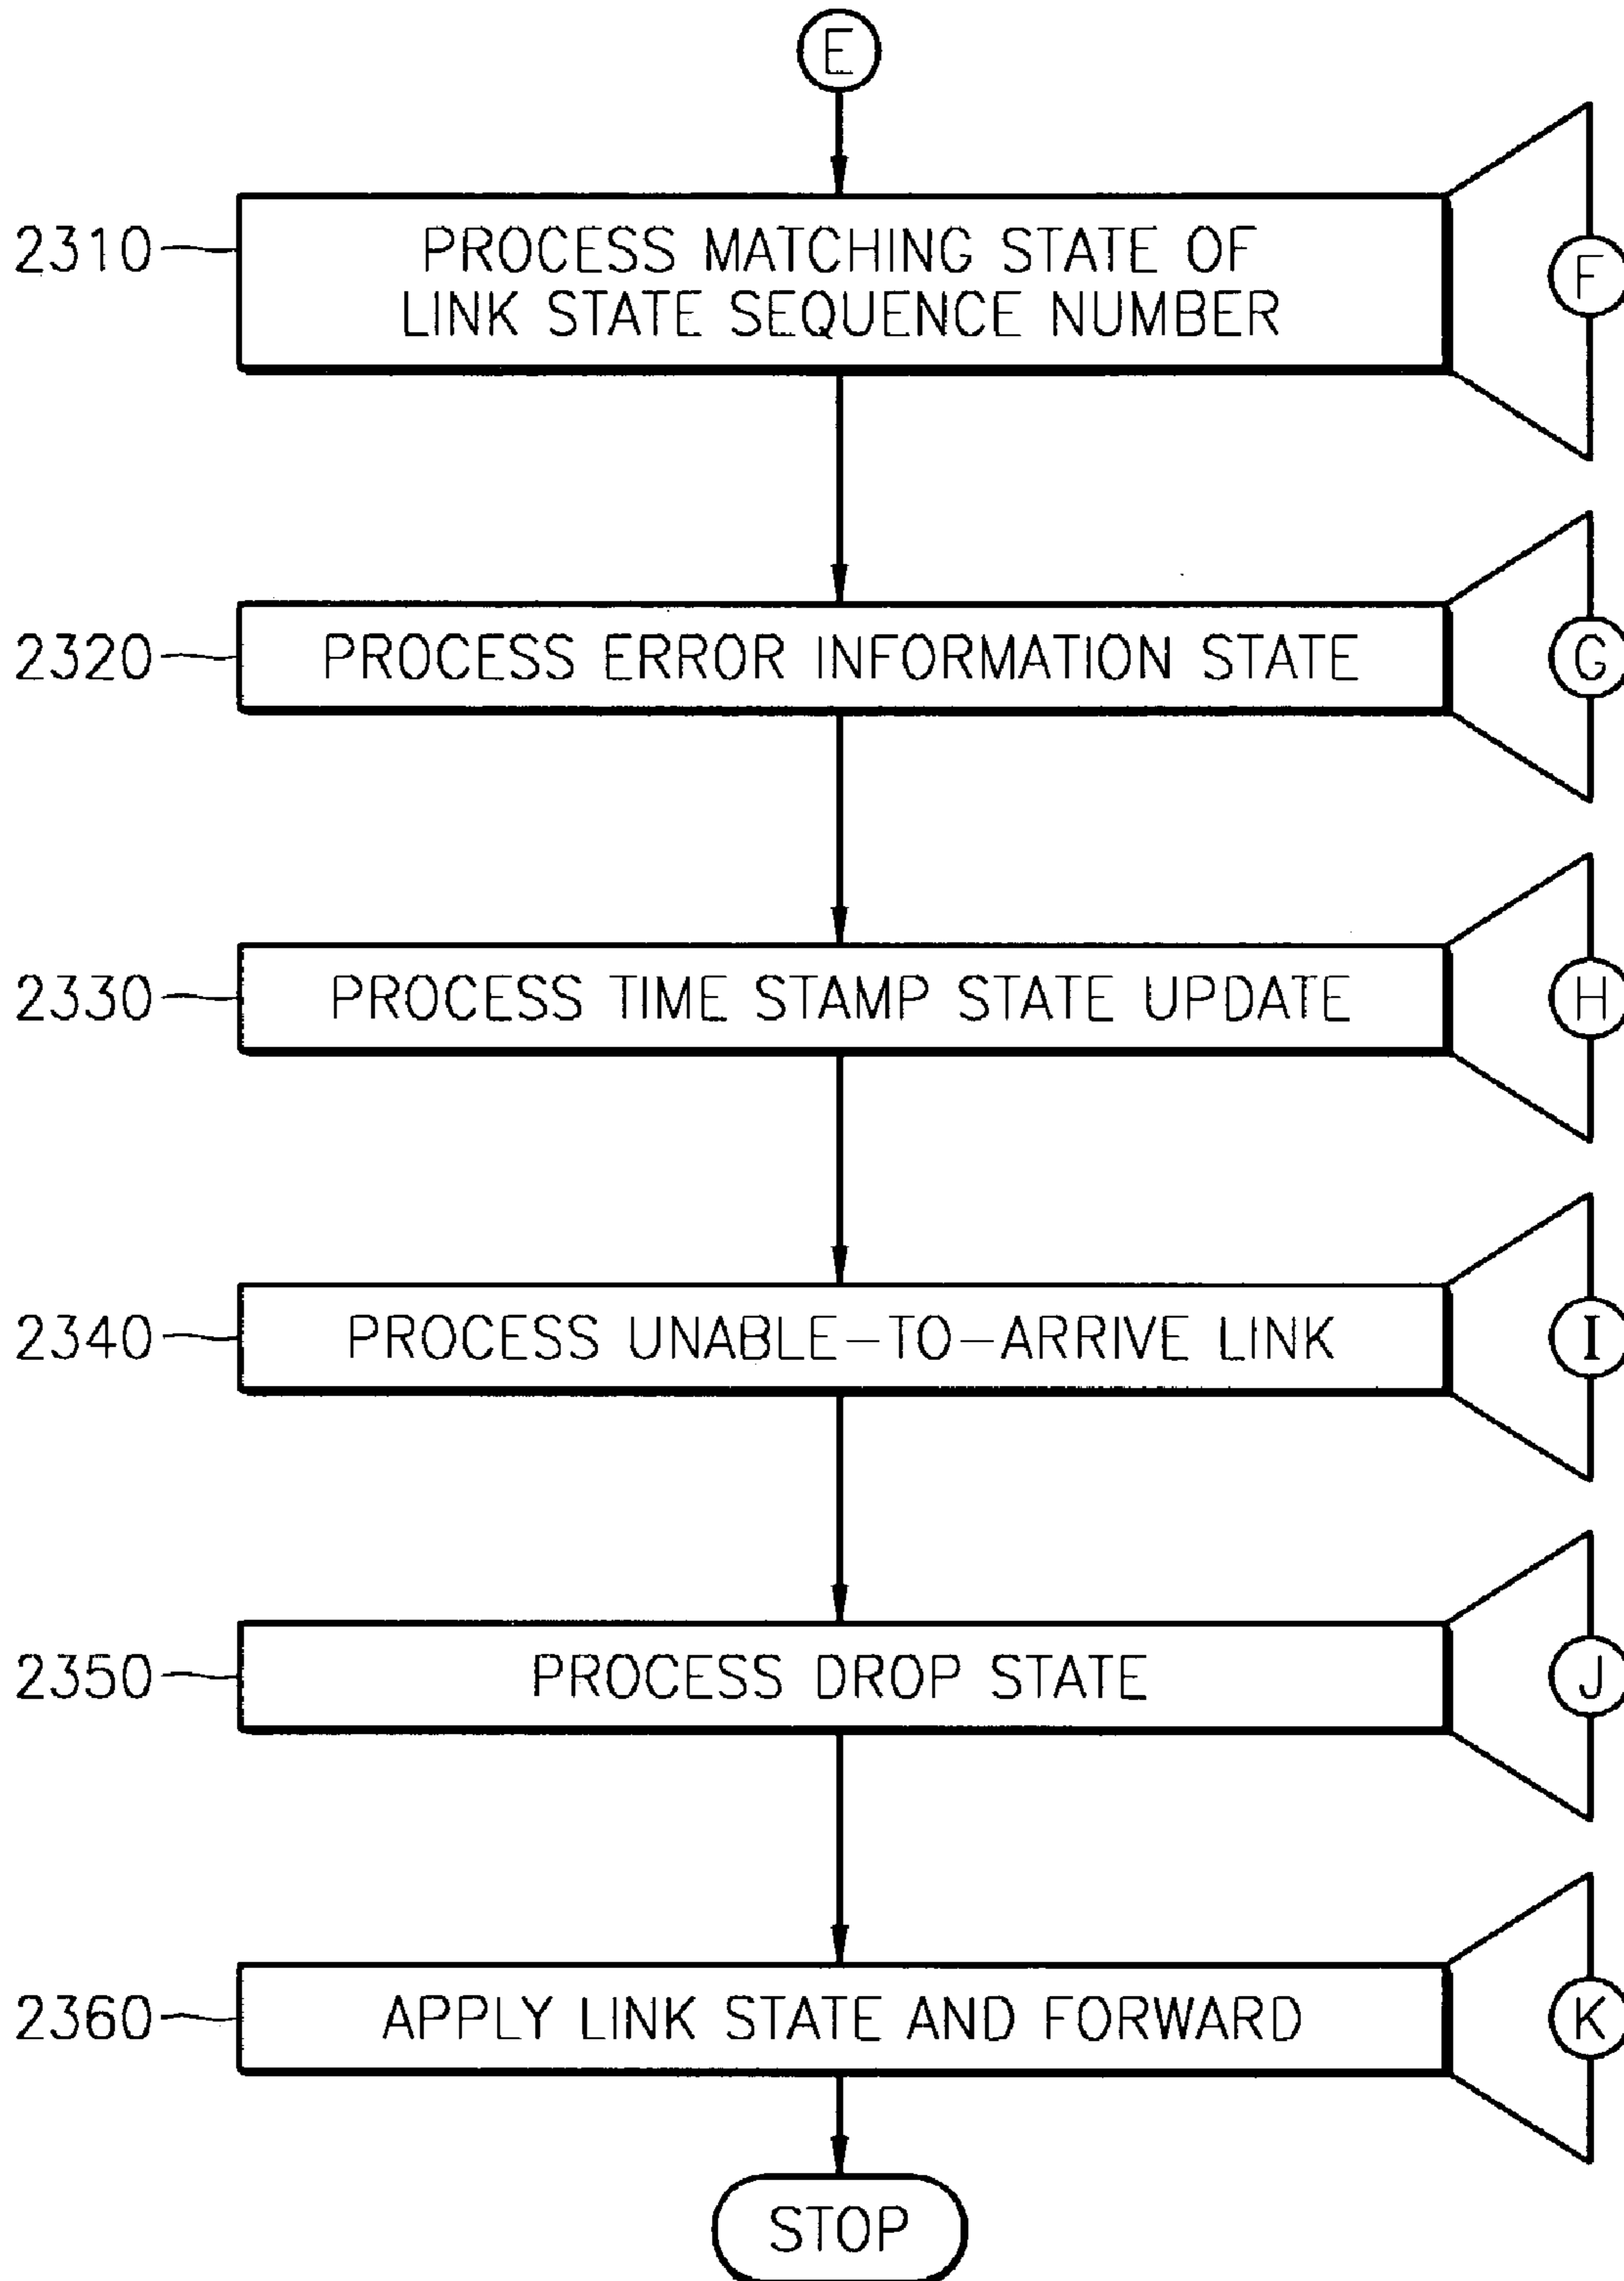 E
2310
PROCESS MATCHING STATE OF
LINK STATE SEQUENCE NUMBER
F
2320
PROCESS ERROR INFORMATION STATE
G
2330
PROCESS TIME STAMP STATE UPDATE
H
2340
PROCESS UNABLE-TO-ARRIVE LINK
I
2350
PROCESS DROP STATE
J
2360
APPLY LINK STATE AND FORWARD
K
STOP